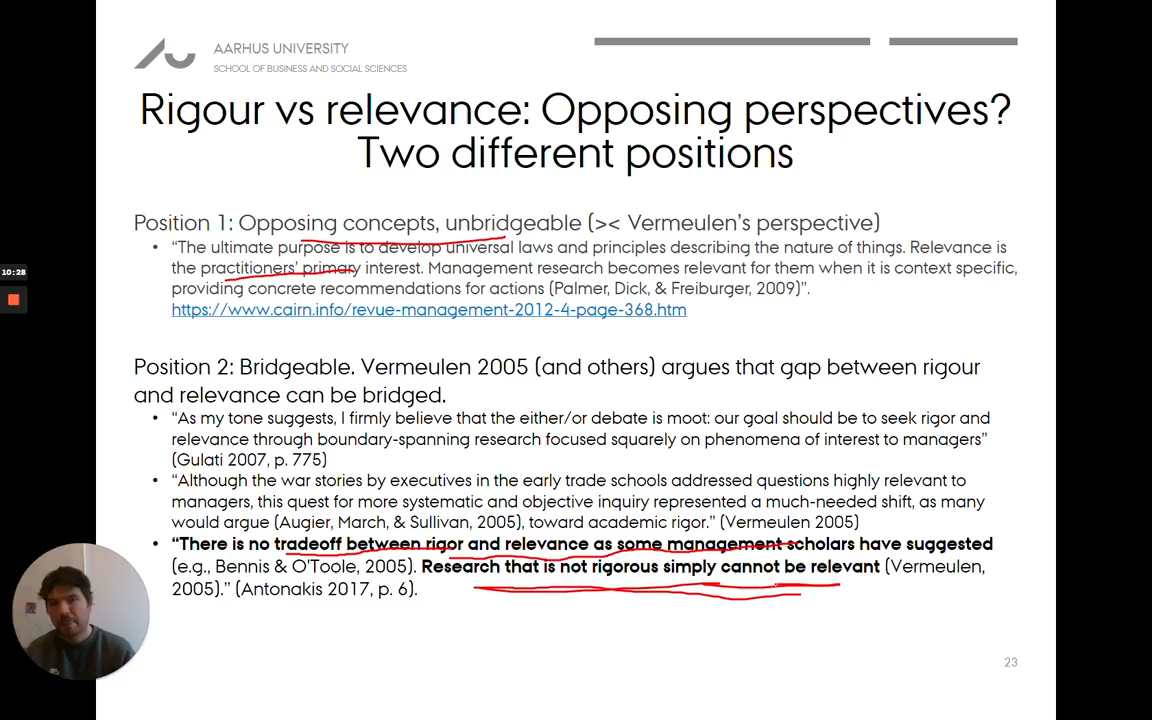 AARHUS UNIVERSITY
SCHOOL OF BUSINESS AND SOCIAL SCIENCES
Rigour vs relevance: Opposing perspectives?
Two different positions
Position 1: Opposing concepts, unbridgeable (>< Vermeulen's perspective)
• “The ultimate purpose is to develop universal laws and principles describing the nature of things. Relevance is
the practitioners' primary interest. Management research becomes relevant for them when it is context specific,
providing concrete recommendations for actions (Palmer, Dick, & Freiburger, 2009)”.
https://www.cairn.info/revue-management-2012-4-page-368.htm
10:28
Position 2: Bridgeable. Vermeulen 2005 (and others) argues that gap between rigour
and relevance can be bridged.
• “As my tone suggests, I firmly believe that the either/or debate is moot: our goal should be to seek rigor and
relevance through boundary-spanning research focused squarely on phenomena of interest to managers”
(Gulati 2007, p. 775)
• “Although the war stories by executives in the early trade schools addressed questions highly relevant to
managers, this quest for more systematic and objective inquiry represented a much-needed shift, as many
would argue (Augier, March, & Sullivan, 2005), toward academic rigor.” (Vermeulen 2005)
• “There is no tradeoff between rigor and relevance as some management scholars have suggested
(e.g., Bennis & O'Toole, 2005). Research that is not rigorous simply cannot be relevant (Vermeulen,
2005).” (Antonakis 2017, p. 6).
23